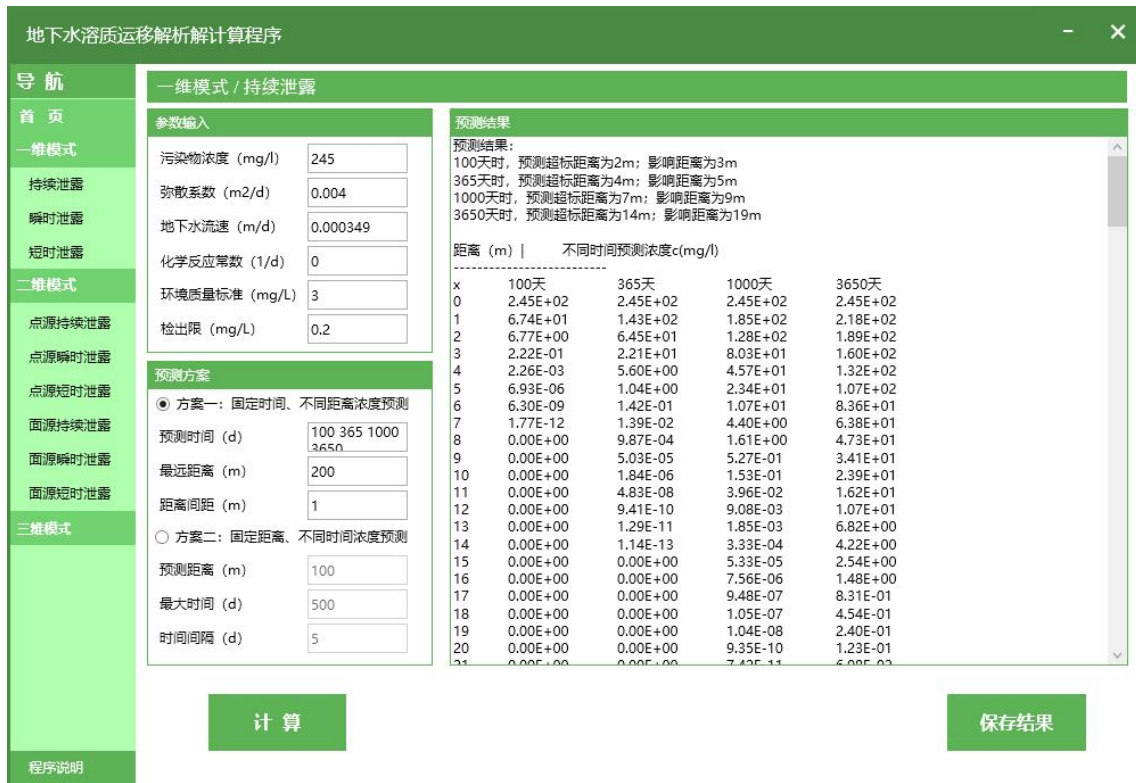 地下水溶质运移解析解计算程序
导 航
首 页
一维模式
持续泄露
瞬时泄露
短时泄露
二维模式
点源持续泄露
点源瞬时泄露
点源短时泄露
面源持续泄露
面源瞬时泄露
面源短时泄露
三维模式
程序说明
一维模式 / 持续泄露
参数输入
污染物浓度（mg/l） 245
弥散系数（m2/d） 0.004
地下水流速（m/d） 0.000349
化学反应常数（1/d） 0
环境质量标准（mg/L） 3
检出限（mg/L） 0.2
预测方案
方案一：固定时间、不同距离浓度预测
预测时间（d） 100 365 1000
3650
最远距离（m） 200
距离间距（m） 1
方案二：固定距离、不同时间浓度预测
预测距离（m） 100
最大时间（d） 500
时间间隔（d） 5
预测结果
预测结果：
100天时，预测超标距离为2m；影响距离为3m
365天时，预测超标距离为4m；影响距离为5m
1000天时，预测超标距离为7m；影响距离为9m
3650天时，预测超标距离为14m；影响距离为19m
距离（m）| 不同时间预测浓度c(mg/l)
--------------------------
x 100天 365天 1000天 3650天
0 2.45E+02 2.45E+02 2.45E+02 2.45E+02
1 6.74E+01 1.43E+02 1.85E+02 2.18E+02
2 6.77E+00 6.45E+01 1.28E+02 1.89E+02
3 2.22E-01 2.21E+01 8.03E+01 1.60E+02
4 2.26E-03 5.60E+00 4.57E+01 1.32E+02
5 6.93E-06 1.04E+00 2.34E+01 1.07E+02
6 6.30E-09 1.42E-01 1.07E+01 8.36E+01
7 1.77E-12 1.39E-02 4.40E+00 6.38E+01
8 0.00E+00 9.87E-04 1.61E+00 4.73E+01
9 0.00E+00 5.03E-05 5.27E-01 3.41E+01
10 0.00E+00 1.84E-06 1.53E-01 2.39E+01
11 0.00E+00 4.83E-08 3.96E-02 1.62E+01
12 0.00E+00 9.41E-10 9.08E-03 1.07E+01
13 0.00E+00 1.29E-11 1.85E-03 6.82E+00
14 0.00E+00 1.14E-13 3.33E-04 4.22E+00
15 0.00E+00 0.00E+00 5.33E-05 2.54E+00
16 0.00E+00 0.00E+00 7.56E-06 1.48E+00
17 0.00E+00 0.00E+00 9.48E-07 8.31E-01
18 0.00E+00 0.00E+00 1.05E-07 4.54E-01
19 0.00E+00 0.00E+00 1.04E-08 2.40E-01
20 0.00E+00 0.00E+00 9.35E-10 1.23E-01
计 算
保存结果